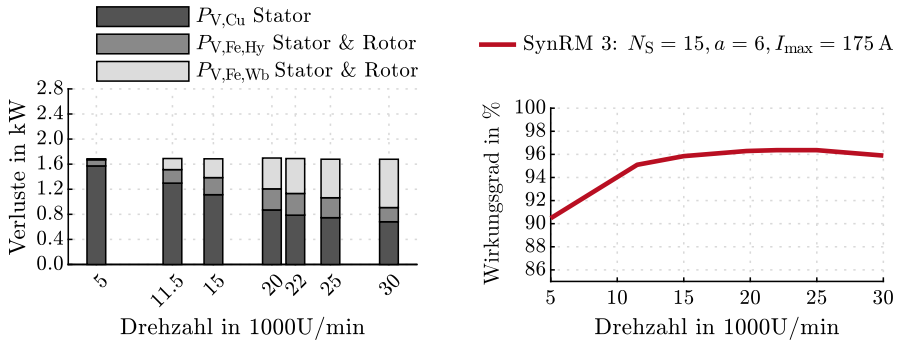 P_V,Cu Stator
P_V,Fe,Hy Stator & Rotor
P_V,Fe,Wb Stator & Rotor
Verluste in kW
2.8
2.4
2.0
1.6
1.2
0.8
0.4
0.0
5 11.5 15 20 22 25 30
Drehzahl in 1000U/min
SynRM 3: N_S = 15, a = 6, I_max = 175 A
Wirkungsgrad in %
100
98
96
94
92
90
88
86
5 10 15 20 25 30
Drehzahl in 1000U/min